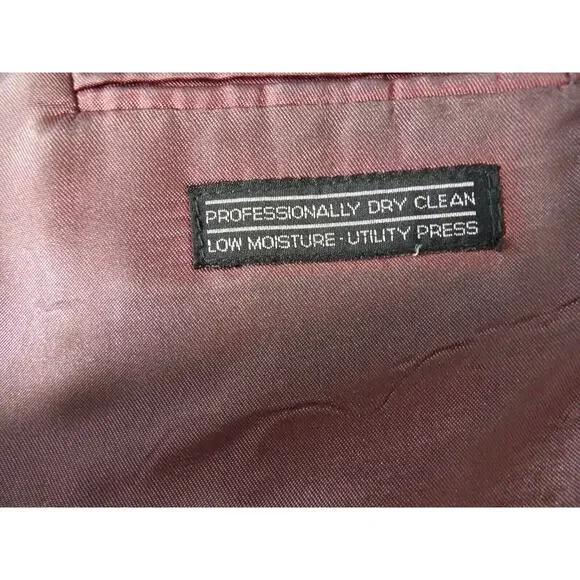 PROFESSIONALLY DRY CLEAN
LOW MOISTURE - UTILITY PRESS